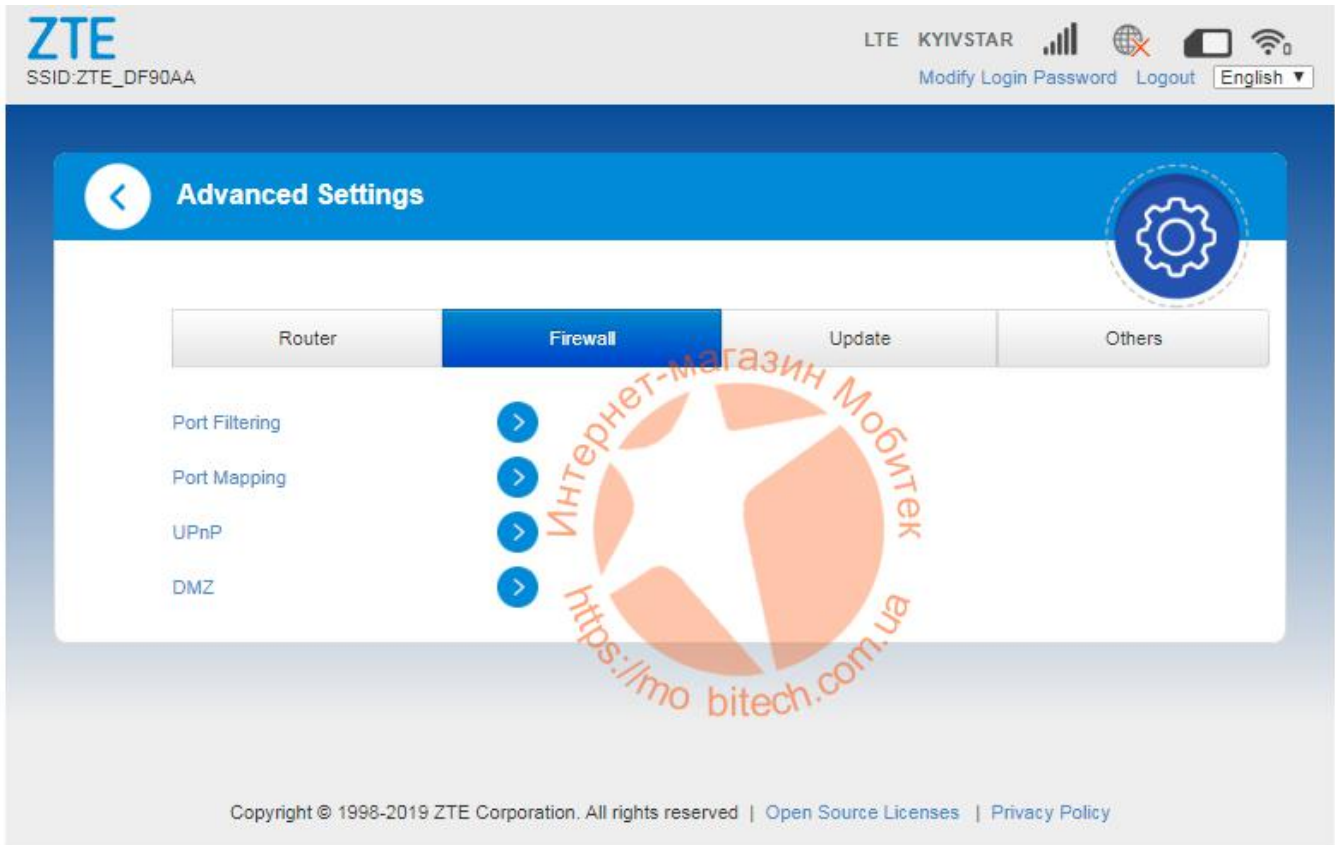 ZTE
SSID:ZTE_DF90AA
LTE KYIVSTAR
0
Modify Login Password Logout English
Advanced Settings
Router Firewall Update Others
Port Filtering
Port Mapping
UPnP
DMZ
Интернет-магазин Мобитек
https://mo bitech.com.ua
Copyright © 1998-2019 ZTE Corporation. All rights reserved | Open Source Licenses | Privacy Policy